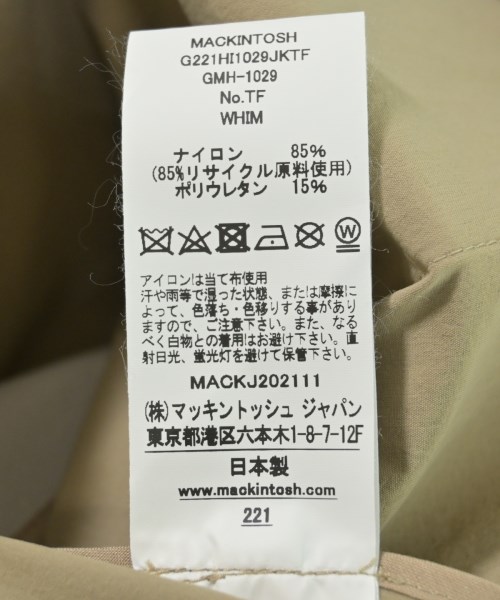 MACKINTOSH
G221HI1029JKTF
GMH-1029
No.TF
WHIM
ナイロン 85%
(85%リサイクル原料使用)
ポリウレタン 15%
W
アイロンは当て布使用
汗や雨等で湿った状態、または摩擦に
よって、色落ち・色移りする事があり
ますので、ご注意下さい。また、なる
べく白物との着用はお避け下さい。直
射日光、蛍光灯を避けて保管下さい。
MACKJ202111
(株)マッキントッシュ ジャパン
東京都港区六本木1-8-7-12F
日本製
www.mackintosh.com
221